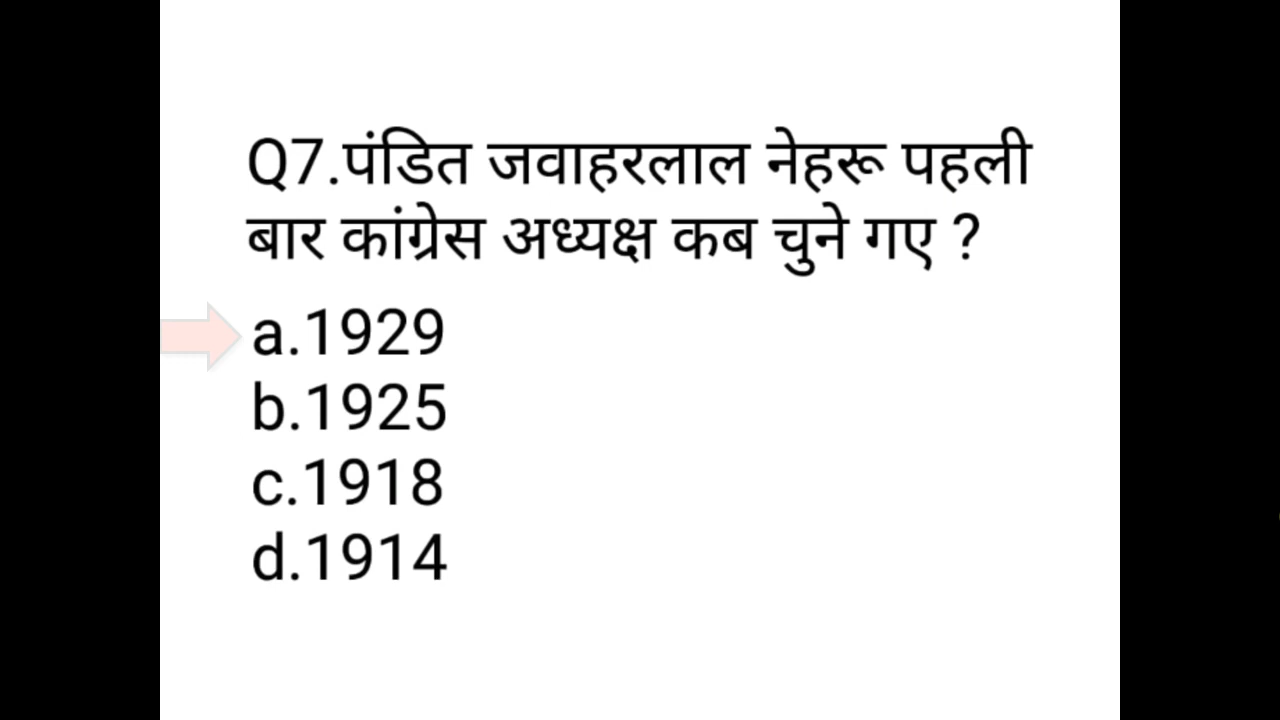 Q7.पंडित जवाहरलाल नेहरू पहली
बार कांग्रेस अध्यक्ष कब चुने गए ?
a.1929
b.1925
c.1918
d.1914